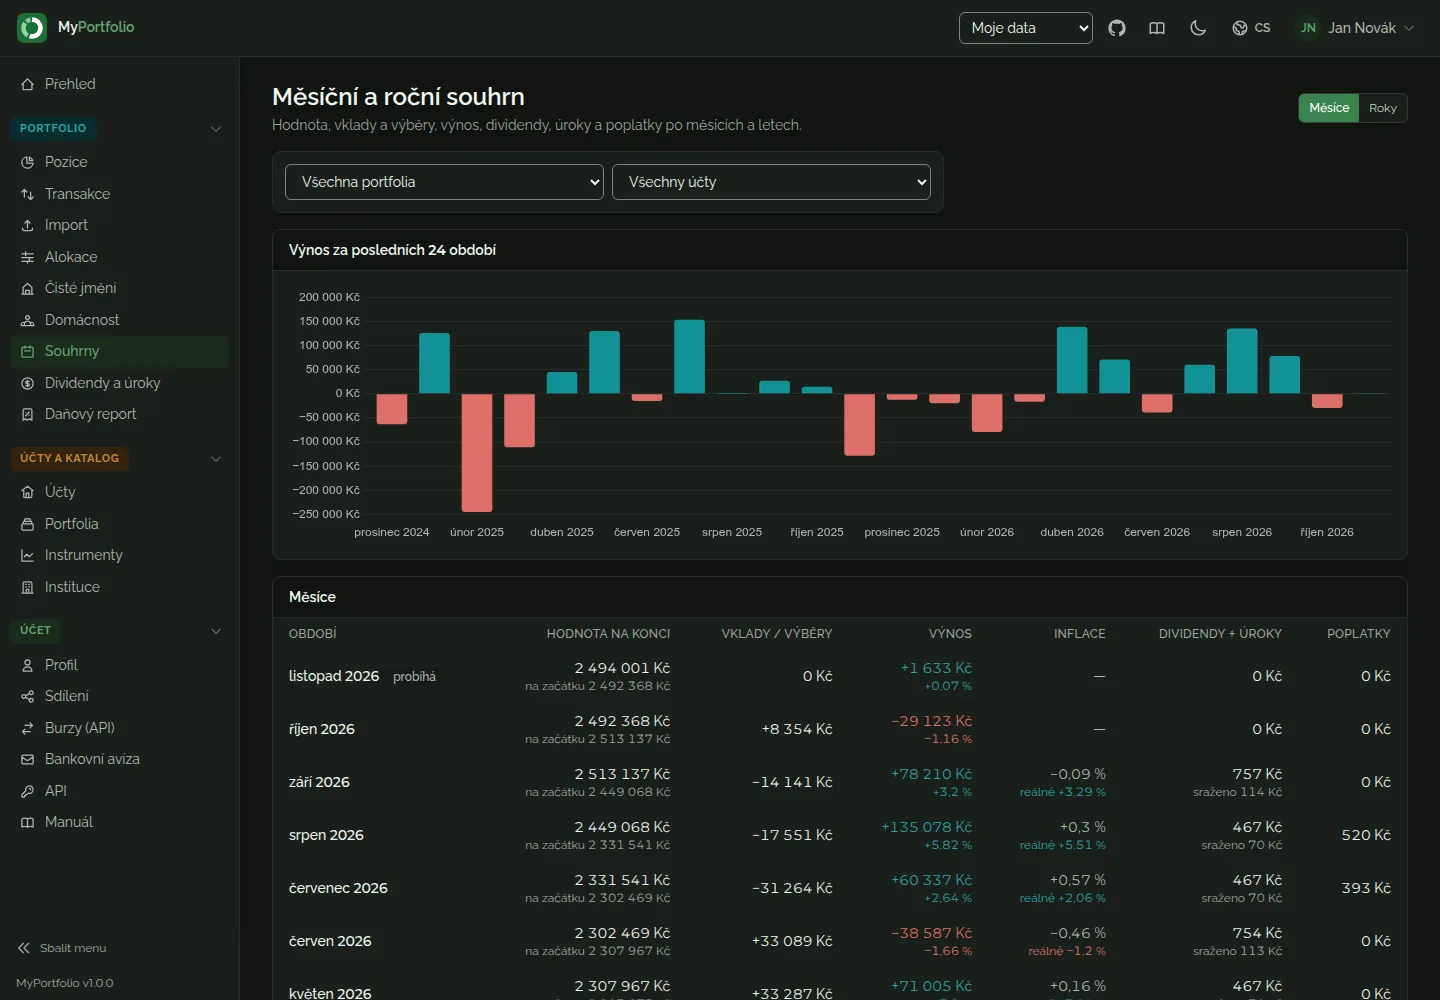 MyPortfolio
Moje data
CS
JN Jan Novák
Přehled
PORTFOLIO
Pozice
Transakce
Import
Alokace
Čisté jmění
Domácnost
Souhrny
Dividendy a úroky
Daňový report
ÚČTY A KATALOG
Účty
Portfolia
Instrumenty
Instituce
ÚČET
Profil
Sdílení
Burzy (API)
Bankovní avíza
API
Manuál
Sbalit menu
MyPortfolio v1.0.0
Měsíční a roční souhrn
Hodnota, vklady a výběry, výnos, dividendy, úroky a poplatky po měsících a letech.
Měsíce Roky
Všechna portfolia Všechny účty
Výnos za posledních 24 období
200 000 Kč
150 000 Kč
100 000 Kč
50 000 Kč
0 Kč
−50 000 Kč
−100 000 Kč
−150 000 Kč
−200 000 Kč
−250 000 Kč
prosinec 2024 únor 2025 duben 2025 červen 2025 srpen 2025 říjen 2025 prosinec 2025 únor 2026 duben 2026 červen 2026 srpen 2026 říjen 2026
Měsíce
OBDOBÍ HODNOTA NA KONCI VKLADY / VÝBĚRY VÝNOS INFLACE DIVIDENDY + ÚROKY POPLATKY
listopad 2026 probíhá 2 494 001 Kč 0 Kč +1 633 Kč — 0 Kč 0 Kč
na začátku 2 492 368 Kč +0,07 %
říjen 2026 2 492 368 Kč +8 354 Kč −29 123 Kč — 0 Kč 0 Kč
na začátku 2 513 137 Kč −1,16 %
září 2026 2 513 137 Kč −14 141 Kč +78 210 Kč −0,09 % 757 Kč 0 Kč
na začátku 2 449 068 Kč +3,2 % reálně +3,29 % sraženo 114 Kč
srpen 2026 2 449 068 Kč −17 551 Kč +135 078 Kč +0,3 % 467 Kč 520 Kč
na začátku 2 331 541 Kč +5,82 % reálně +5,51 % sraženo 70 Kč
červenec 2026 2 331 541 Kč −31 264 Kč +60 337 Kč +0,57 % 467 Kč 393 Kč
na začátku 2 302 469 Kč +2,64 % reálně +2,06 % sraženo 70 Kč
červen 2026 2 302 469 Kč +33 089 Kč −38 587 Kč −0,46 % 754 Kč 0 Kč
na začátku 2 307 967 Kč −1,66 % reálně −1,2 % sraženo 113 Kč
květen 2026 2 307 967 Kč +33 287 Kč +71 005 Kč +0,16 % 467 Kč 0 Kč